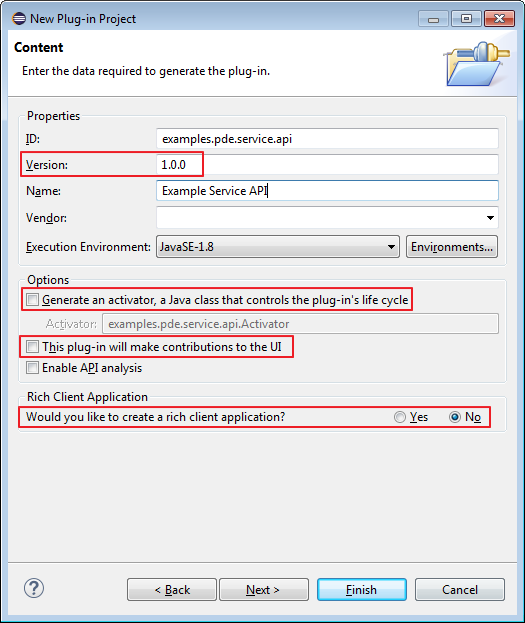 New Plug-in Project
Content
Enter the data required to generate the plug-in.
Properties
ID: examples.pde.service.api
Version: 1.0.0
Name: Example Service API
Vendor:
Execution Environment: JavaSE-1.8 Environments...
Options
Generate an activator, a Java class that controls the plug-in's life cycle
Activator: examples.pde.service.api.Activator
This plug-in will make contributions to the UI
Enable API analysis
Rich Client Application
Would you like to create a rich client application? Yes No
? < Back Next > Finish Cancel